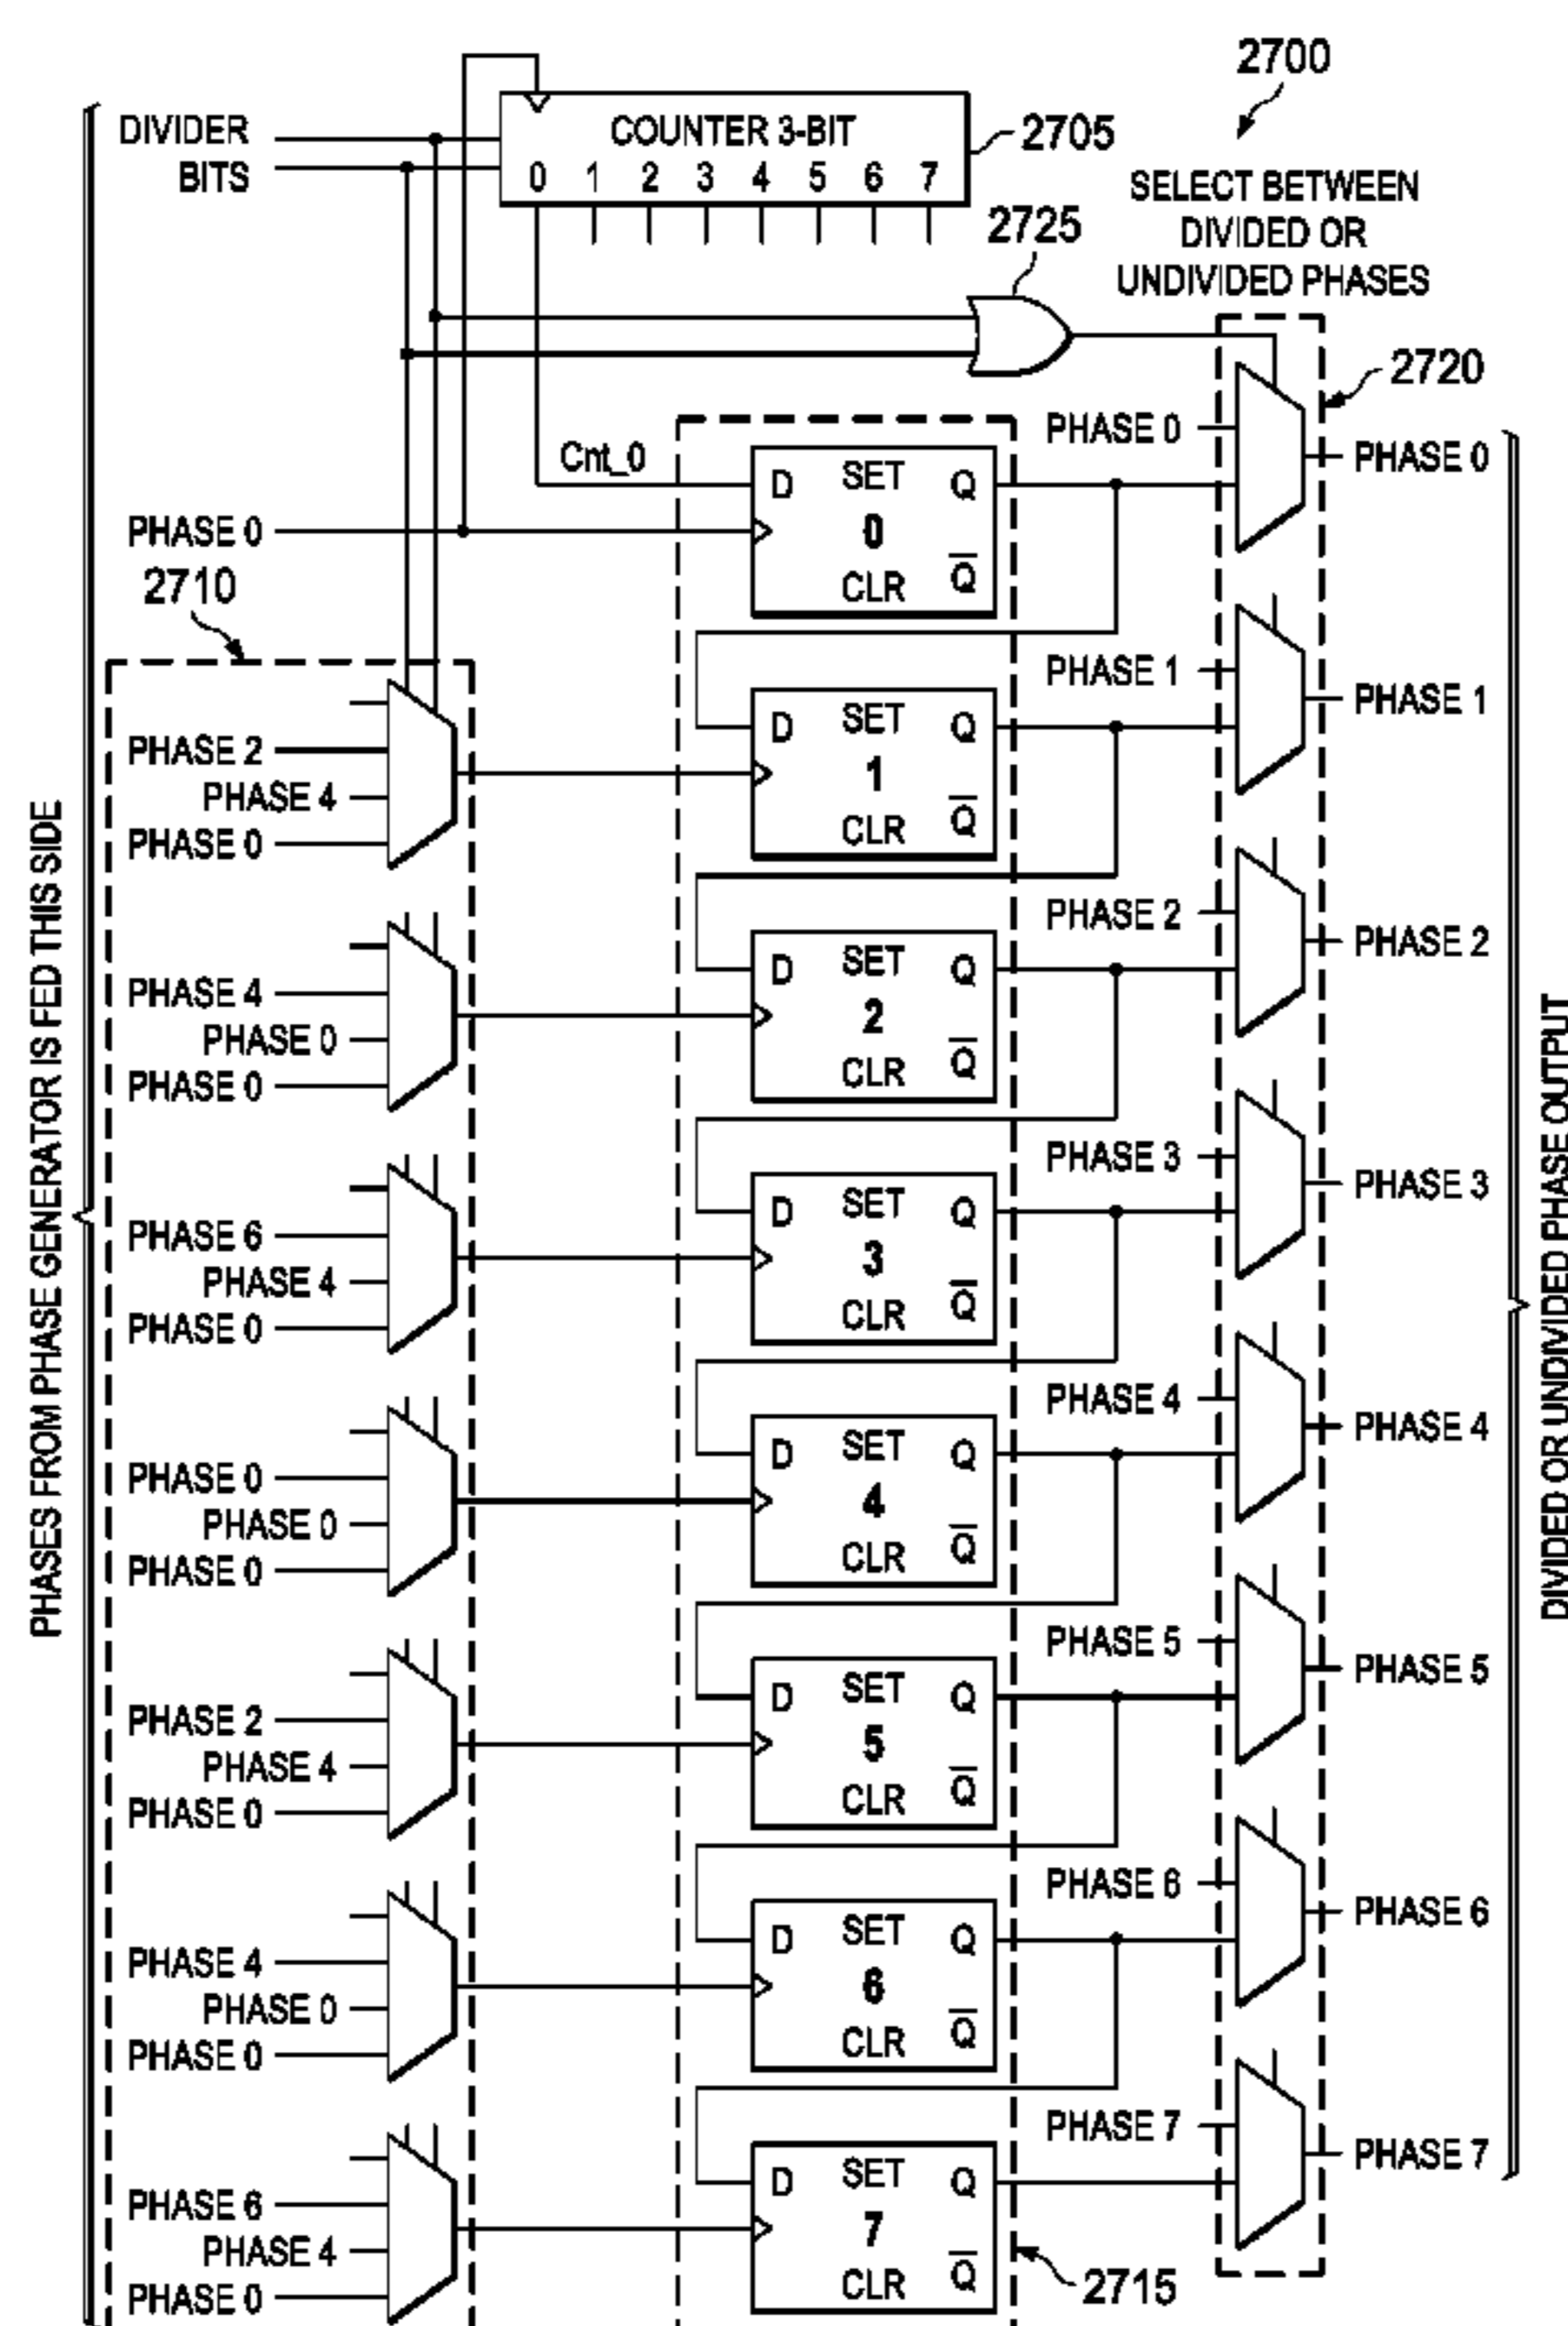 2700
DIVIDER
BITS
COUNTER 3-BIT
0 1 2 3 4 5 6 7
2705
SELECT BETWEEN
DIVIDED OR
UNDIVIDED PHASES
2725
2720
Cnt_0
PHASE 0
2710
PHASES FROM PHASE GENERATOR IS FED THIS SIDE
D SET Q
0
CLR Q̅
PHASE 0
PHASE 0
PHASE 2
PHASE 4
PHASE 0
D SET Q
1
CLR Q̅
PHASE 1
PHASE 1
PHASE 4
PHASE 0
PHASE 0
D SET Q
2
CLR Q̅
PHASE 2
PHASE 2
PHASE 6
PHASE 4
PHASE 0
D SET Q
3
CLR Q̅
PHASE 3
PHASE 3
PHASE 0
PHASE 0
PHASE 0
D SET Q
4
CLR Q̅
PHASE 4
PHASE 4
PHASE 2
PHASE 4
PHASE 0
D SET Q
5
CLR Q̅
PHASE 5
PHASE 5
PHASE 4
PHASE 0
PHASE 0
D SET Q
6
CLR Q̅
PHASE 6
PHASE 6
PHASE 6
PHASE 4
PHASE 0
D SET Q
7
CLR Q̅
PHASE 7
PHASE 7
2715
DIVIDED OR UNDIVIDED PHASE OUTPUT